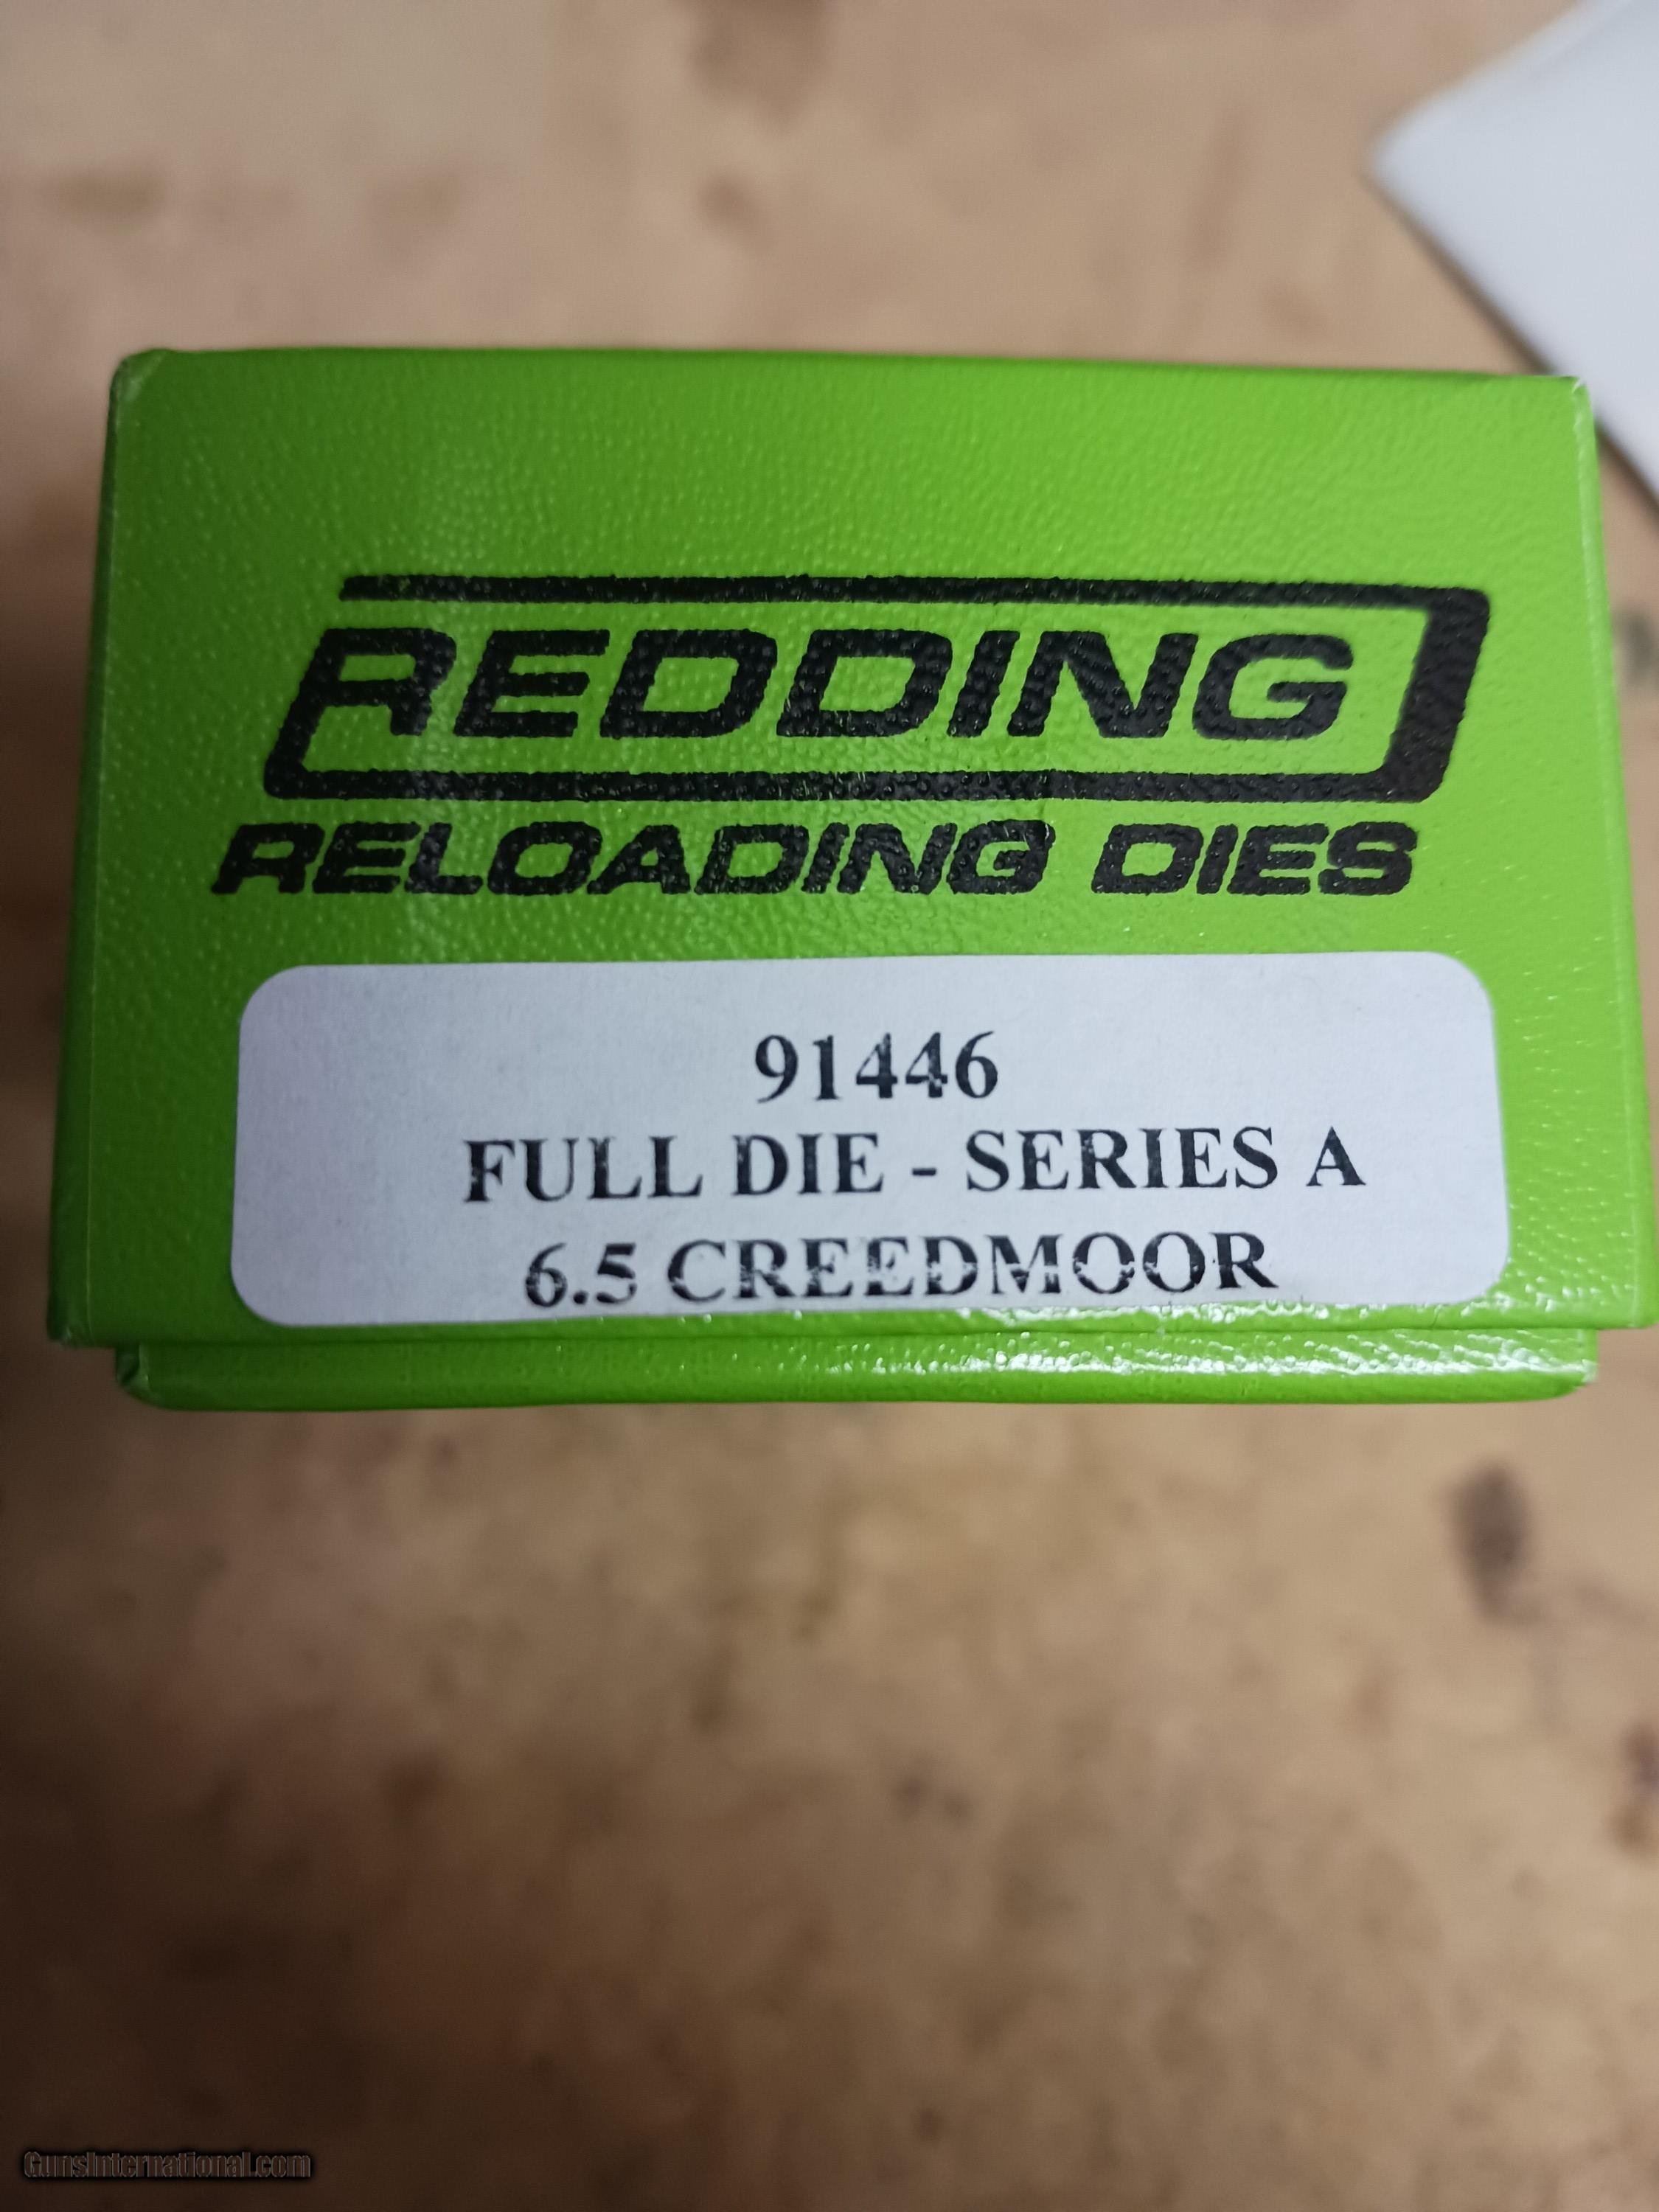 REDDING
RELOADING DIES
91446
FULL DIE - SERIES A
6.5 CREEDMOOR
GunsInternational.com